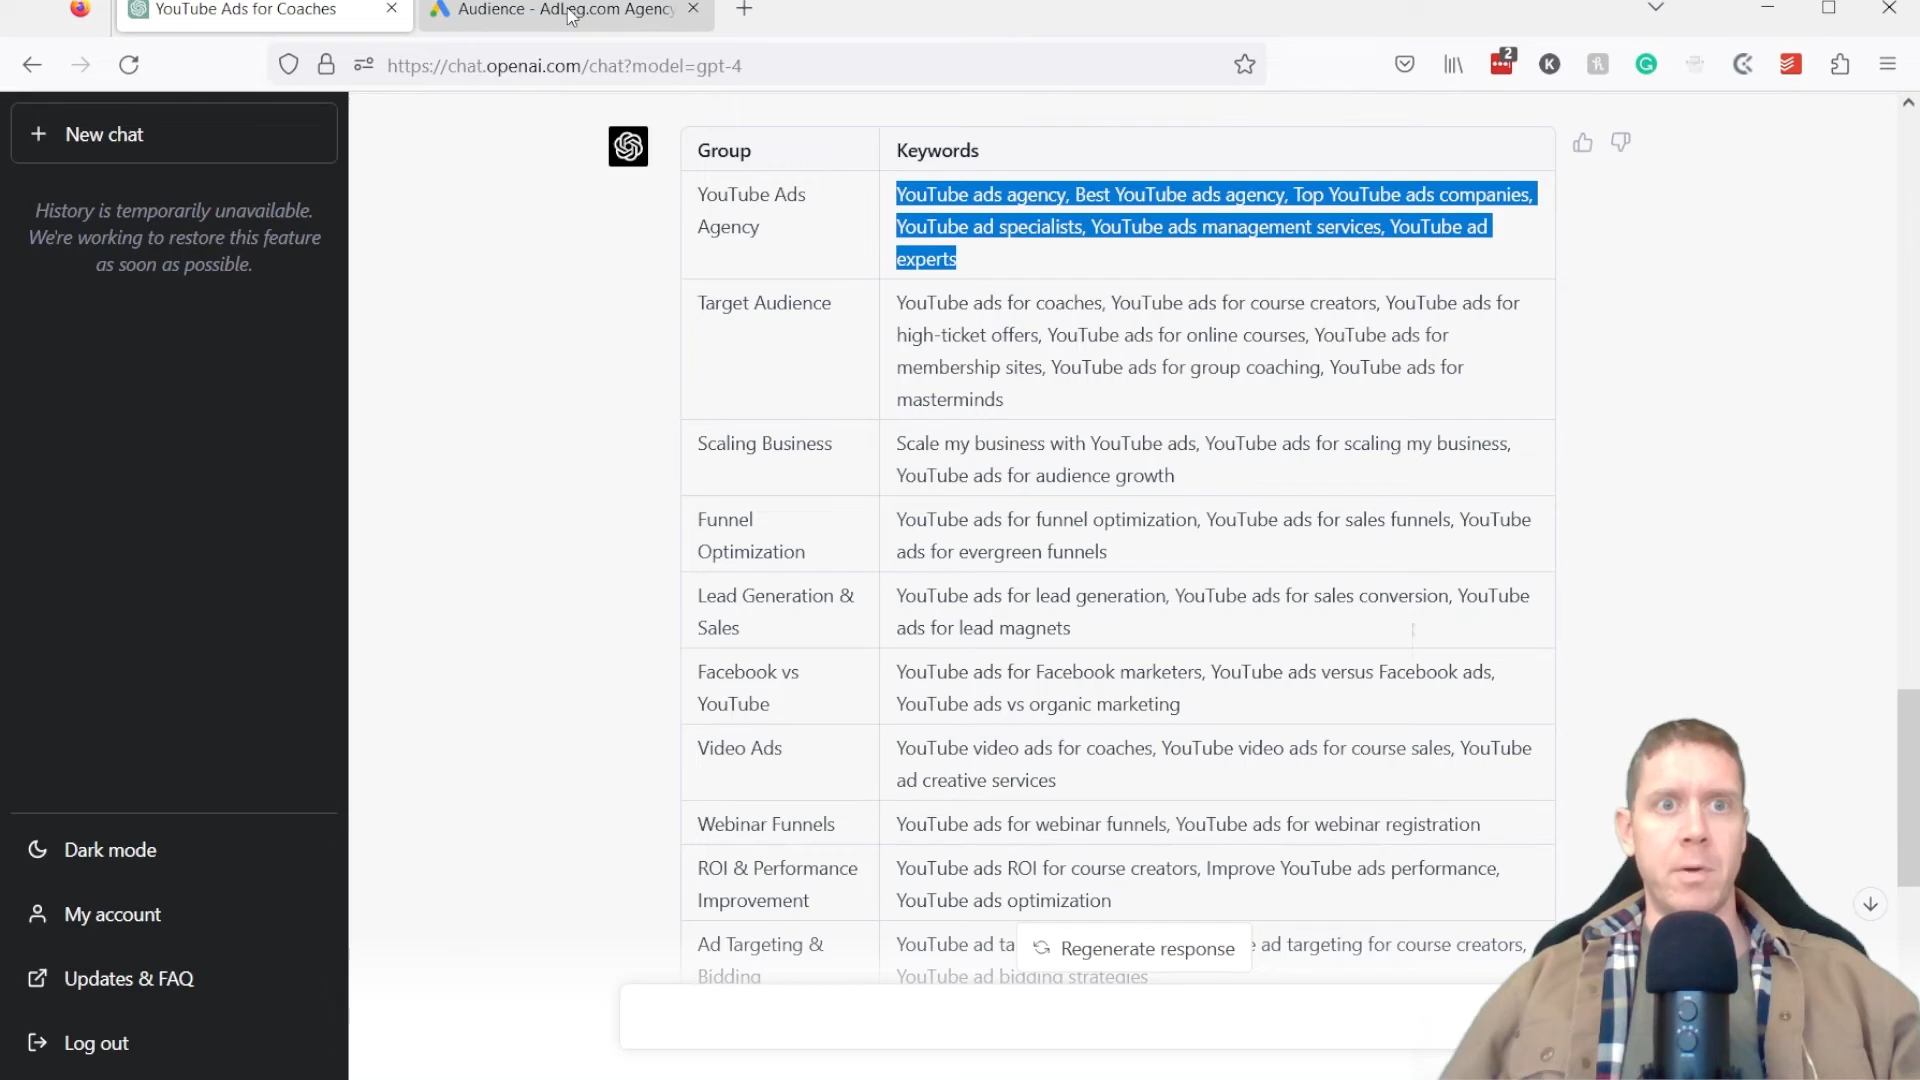 YouTube Ads for Coaches
Audience - AdLeg.com Agency
https://chat.openai.com/chat?model=gpt-4
2
K
G
New chat
History is temporarily unavailable.
We're working to restore this feature
as soon as possible.
Dark mode
My account
Updates & FAQ
Log out
Group
Keywords
YouTube Ads
Agency
YouTube ads agency, Best YouTube ads agency, Top YouTube ads companies,
YouTube ad specialists, YouTube ads management services, YouTube ad
experts
Target Audience
YouTube ads for coaches, YouTube ads for course creators, YouTube ads for
high-ticket offers, YouTube ads for online courses, YouTube ads for
membership sites, YouTube ads for group coaching, YouTube ads for
masterminds
Scaling Business
Scale my business with YouTube ads, YouTube ads for scaling my business,
YouTube ads for audience growth
Funnel
Optimization
YouTube ads for funnel optimization, YouTube ads for sales funnels, YouTube
ads for evergreen funnels
Lead Generation &
Sales
YouTube ads for lead generation, YouTube ads for sales conversion, YouTube
ads for lead magnets
Facebook vs
YouTube
YouTube ads for Facebook marketers, YouTube ads versus Facebook ads,
YouTube ads vs organic marketing
Video Ads
YouTube video ads for coaches, YouTube video ads for course sales, YouTube
ad creative services
Webinar Funnels
YouTube ads for webinar funnels, YouTube ads for webinar registration
ROI & Performance
Improvement
YouTube ads ROI for course creators, Improve YouTube ads performance,
YouTube ads optimization
Ad Targeting &
Bidding
YouTube ad ta
ad targeting for course creators,
YouTube ad bidding strategies
Regenerate response